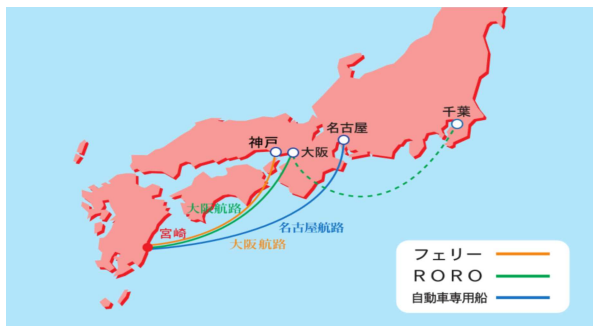 千葉
名古屋
神戸
大阪
大阪航路
宮崎
名古屋航路
大阪航路
フェリー
RORO
自動車専用船